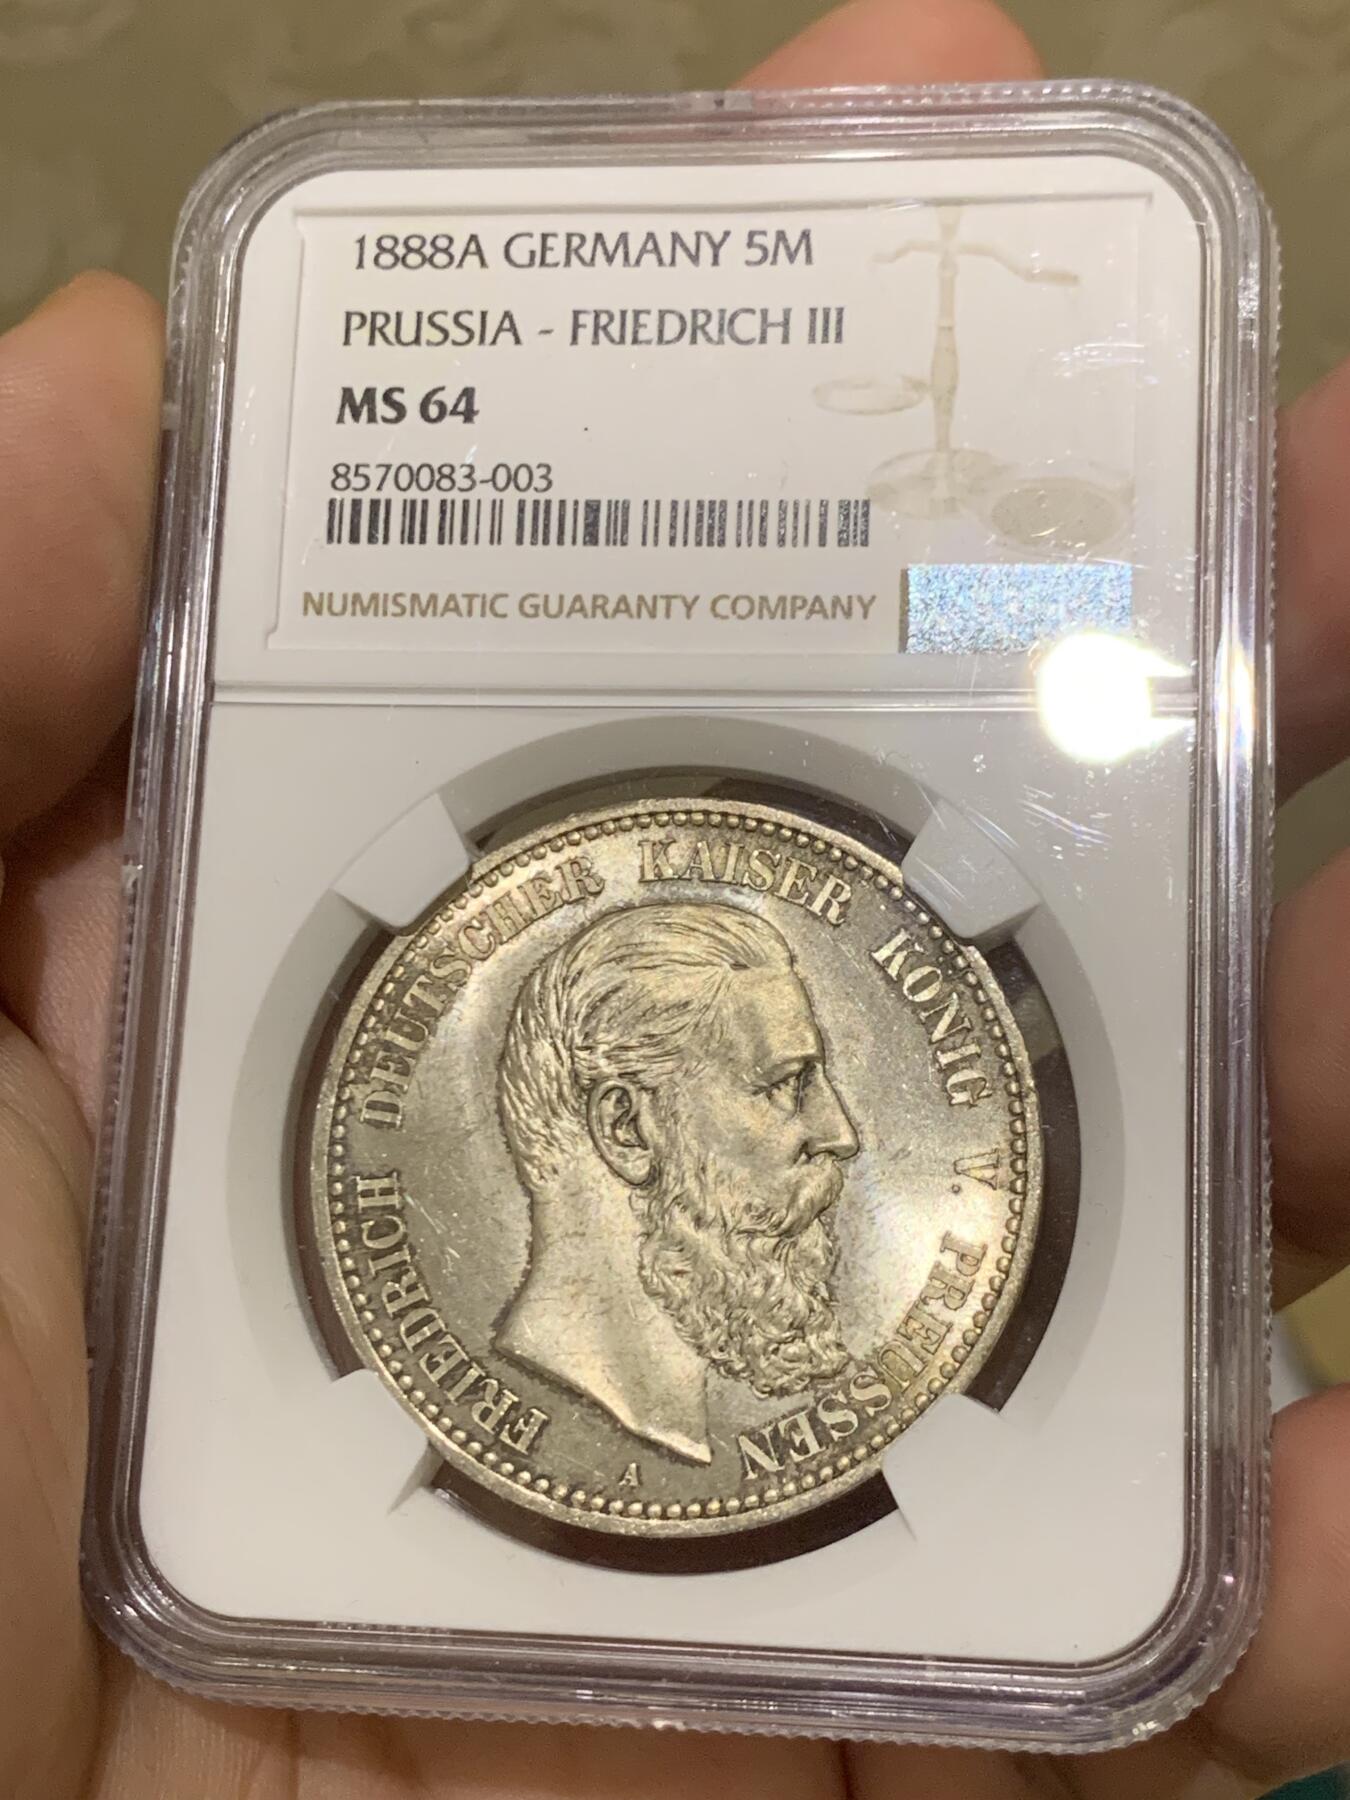 1888A GERMANY 5M
PRUSSIA - FRIEDRICH III
MS 64
8570083-003
NUMISMATIC GUARANTY COMPANY
FRIEDRICH DEUTSCHER KAISER KÖNIG V. PREUSSEN
A